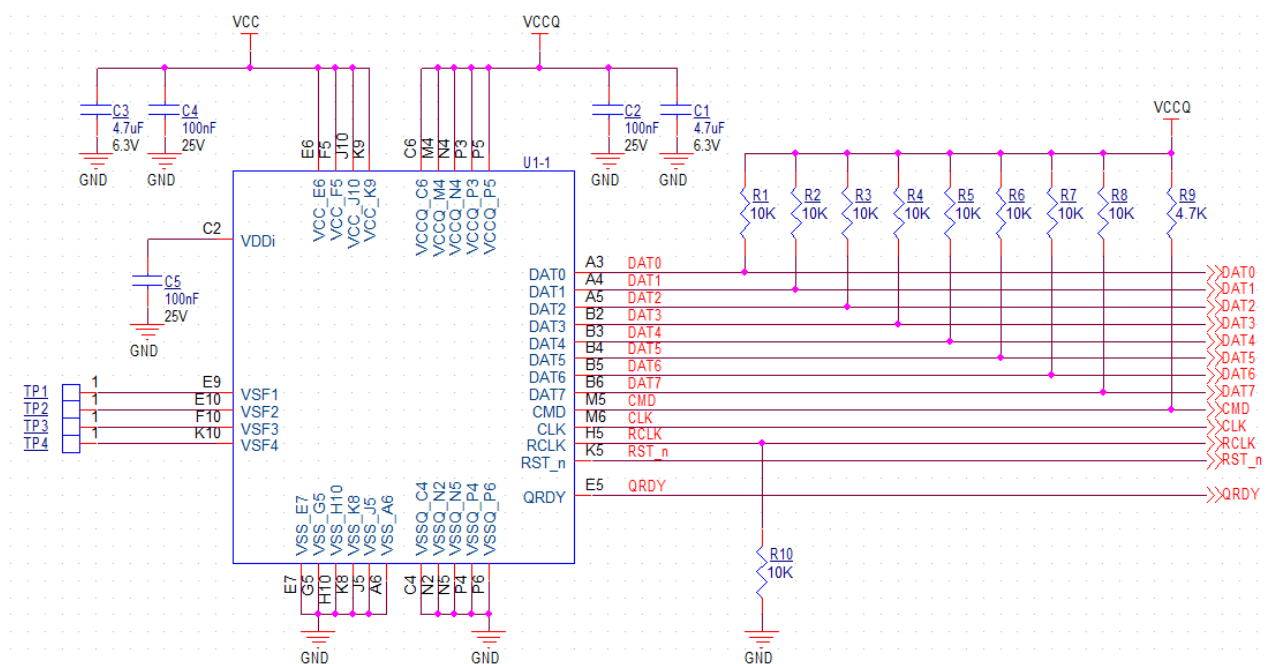 VCC
VCCQ
C3
4.7uF
6.3V
C4
100nF
25V
C2
100nF
25V
C1
4.7uF
6.3V
GND
GND
GND
GND
E6
F5
J10
K9
C6
M4
N4
P3
P5
U1-1
VCC_E6
VCC_F5
VCC_J10
VCC_K9
VCCQ_C6
VCCQ_M4
VCCQ_N4
VCCQ_P3
VCCQ_P5
VCCQ
R1
10K
R2
10K
R3
10K
R4
10K
R5
10K
R6
10K
R7
10K
R8
10K
R9
4.7K
C2
VDDi
C5
100nF
25V
GND
DAT0 A3 DAT0 DAT0
DAT1 A4 DAT1 DAT1
DAT2 A5 DAT2 DAT2
DAT3 B2 DAT3 DAT3
DAT4 B3 DAT4 DAT4
DAT5 B4 DAT5 DAT5
DAT6 B5 DAT6 DAT6
DAT7 B6 DAT7 DAT7
CMD M5 CMD CMD
CLK M6 CLK CLK
RCLK H5 RCLK RCLK
RST_n K5 RST_n RST_n
QRDY E5 QRDY QRDY
TP1 1 E9 VSF1
TP2 1 E10 VSF2
TP3 1 F10 VSF3
TP4 1 K10 VSF4
VSS_E7
VSS_G5
VSS_H10
VSS_K8
VSS_J5
VSS_A6
VSSQ_C4
VSSQ_N2
VSSQ_N5
VSSQ_P4
VSSQ_P6
E7
G5
H10
K8
J5
A6
C4
N2
N5
P4
P6
R10
10K
GND
GND
GND